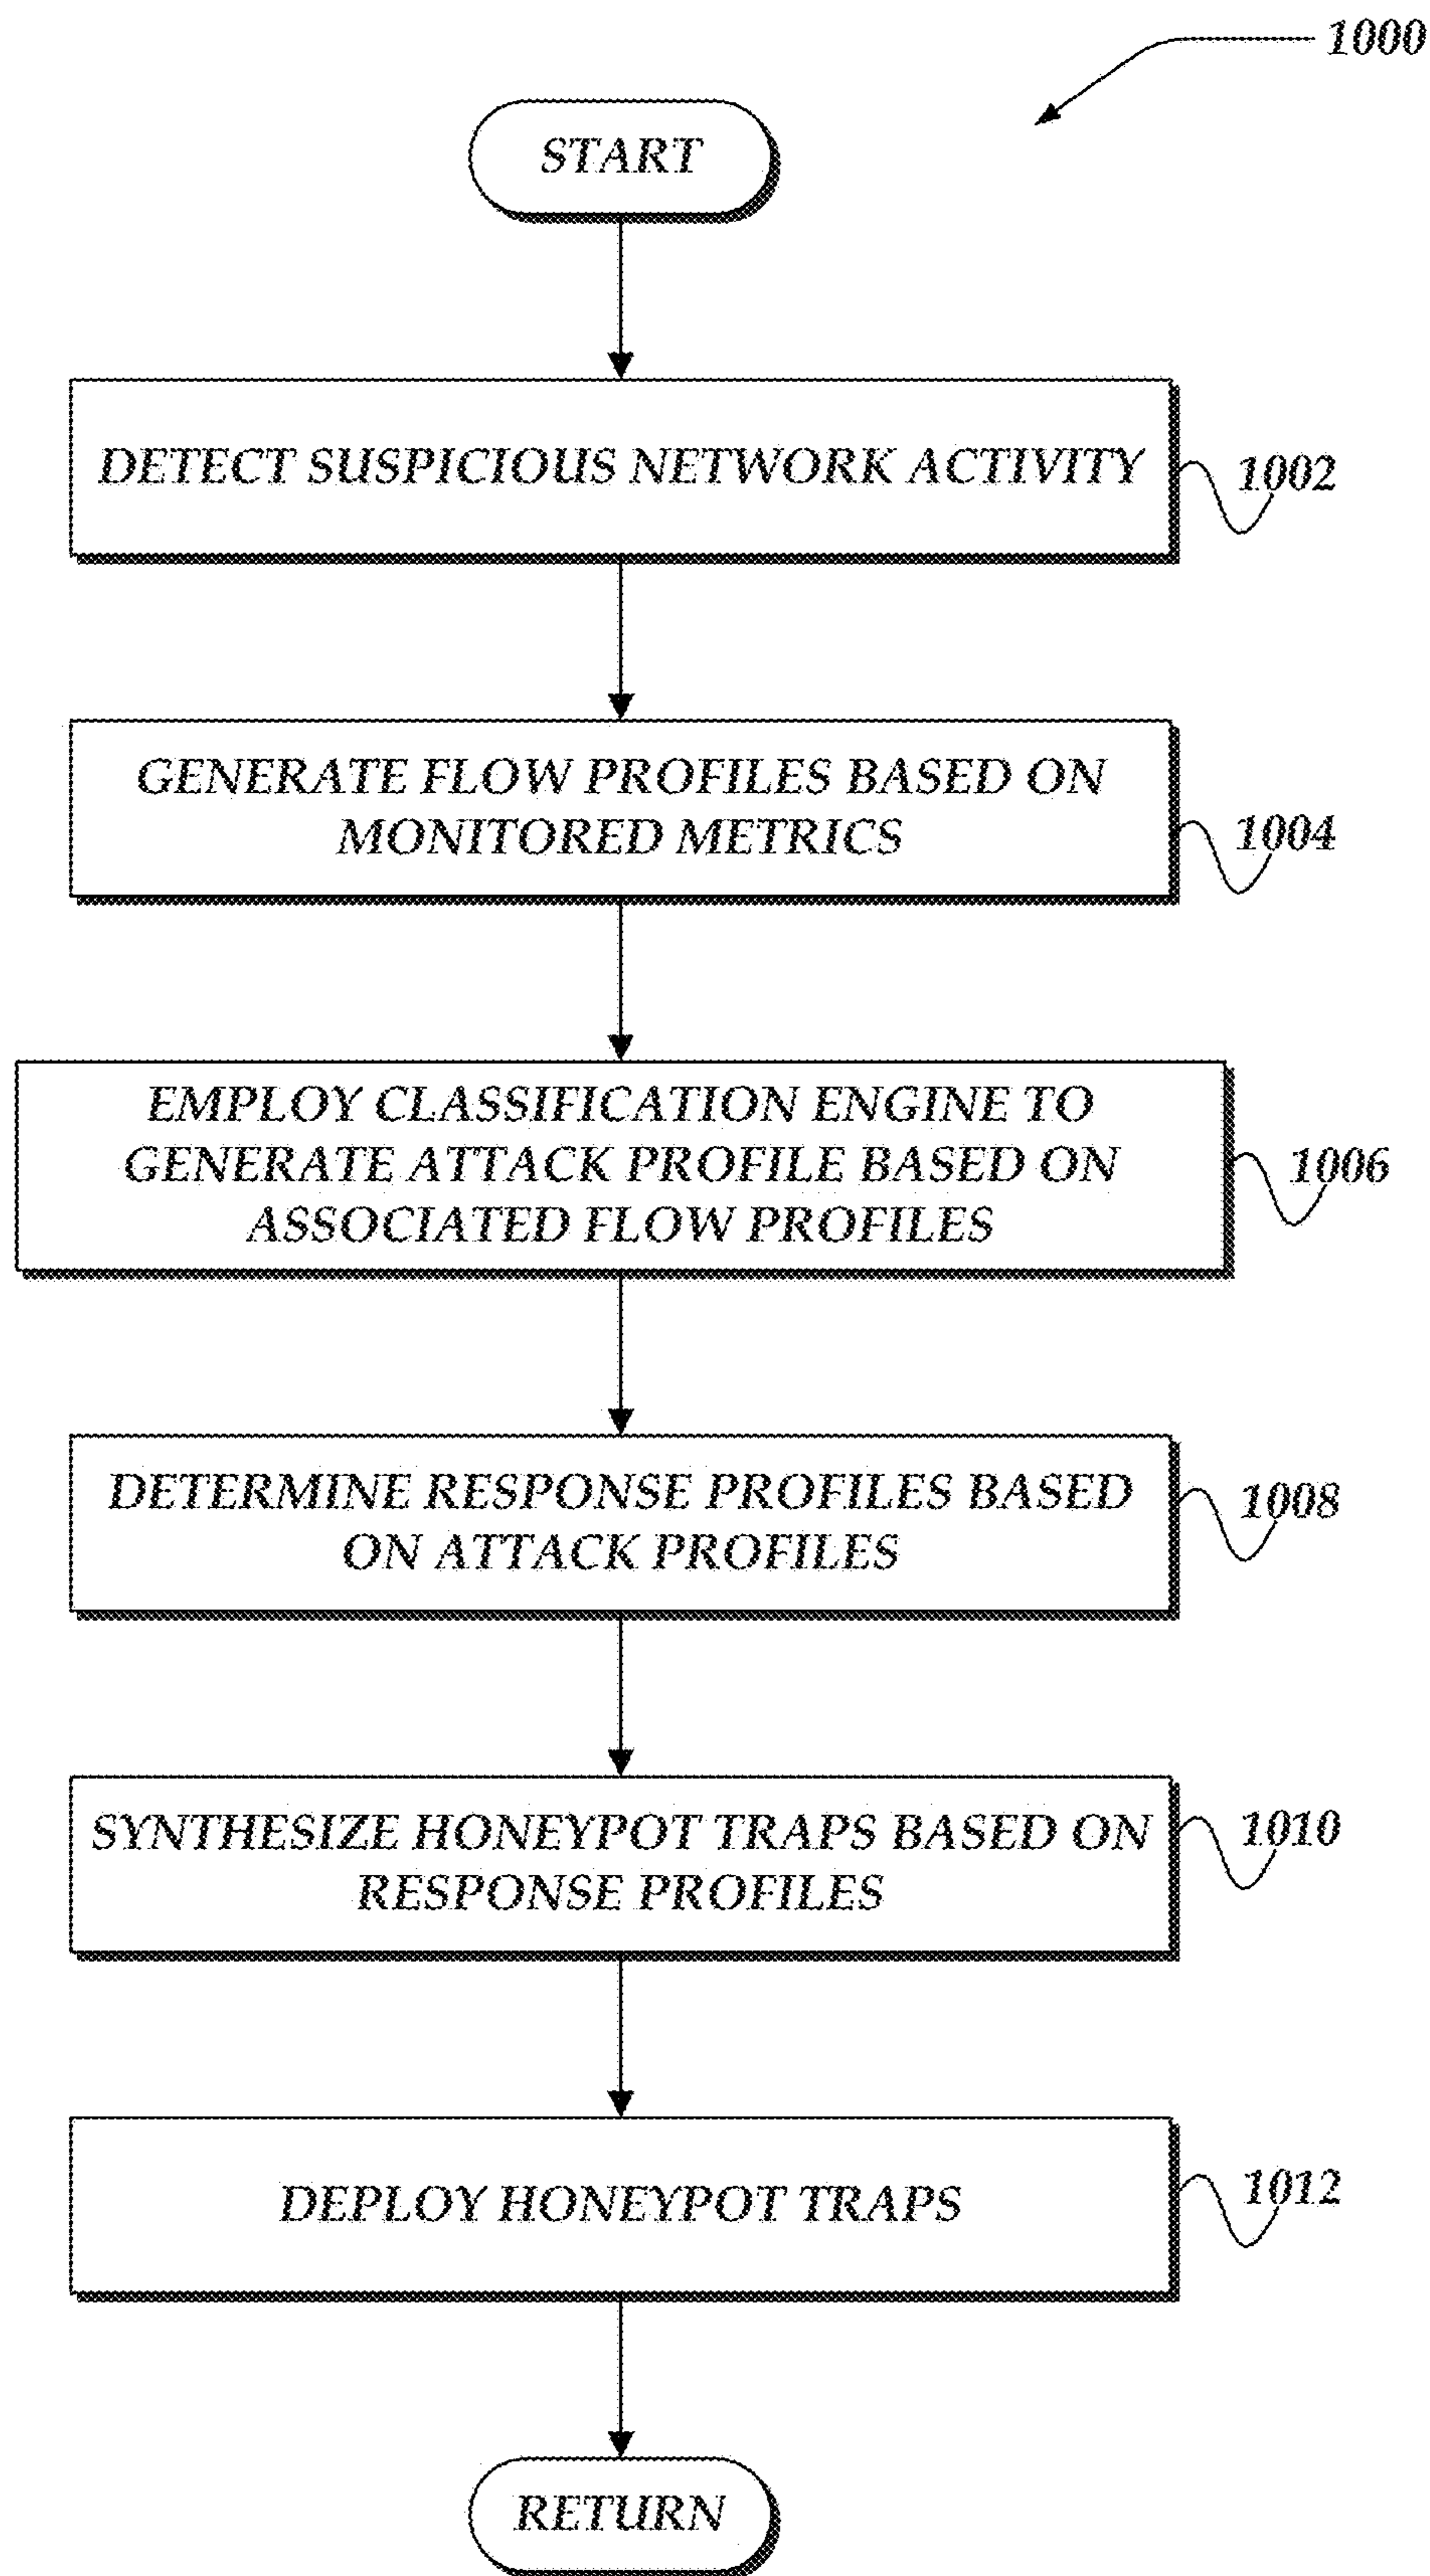 1000
START
DETECT SUSPICIOUS NETWORK ACTIVITY
1002
GENERATE FLOW PROFILES BASED ON
MONITORED METRICS
1004
EMPLOY CLASSIFICATION ENGINE TO
GENERATE ATTACK PROFILE BASED ON
ASSOCIATED FLOW PROFILES
1006
DETERMINE RESPONSE PROFILES BASED
ON ATTACK PROFILES
1008
SYNTHESIZE HONEYPOT TRAPS BASED ON
RESPONSE PROFILES
1010
DEPLOY HONEYPOT TRAPS
1012
RETURN